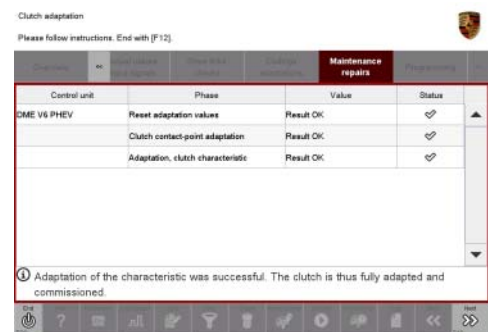 Clutch adaptation
Please follow instructions. End with [F12].
Overview
Maintenance
repairs
Programming
Control unit Phase Value Status
DME V6 PHEV Reset adaptation values Result OK
Clutch contact-point adaptation Result OK
Adaptation, clutch characteristic Result OK
Adaptation of the characteristic was successful. The clutch is thus fully adapted and
commissioned.